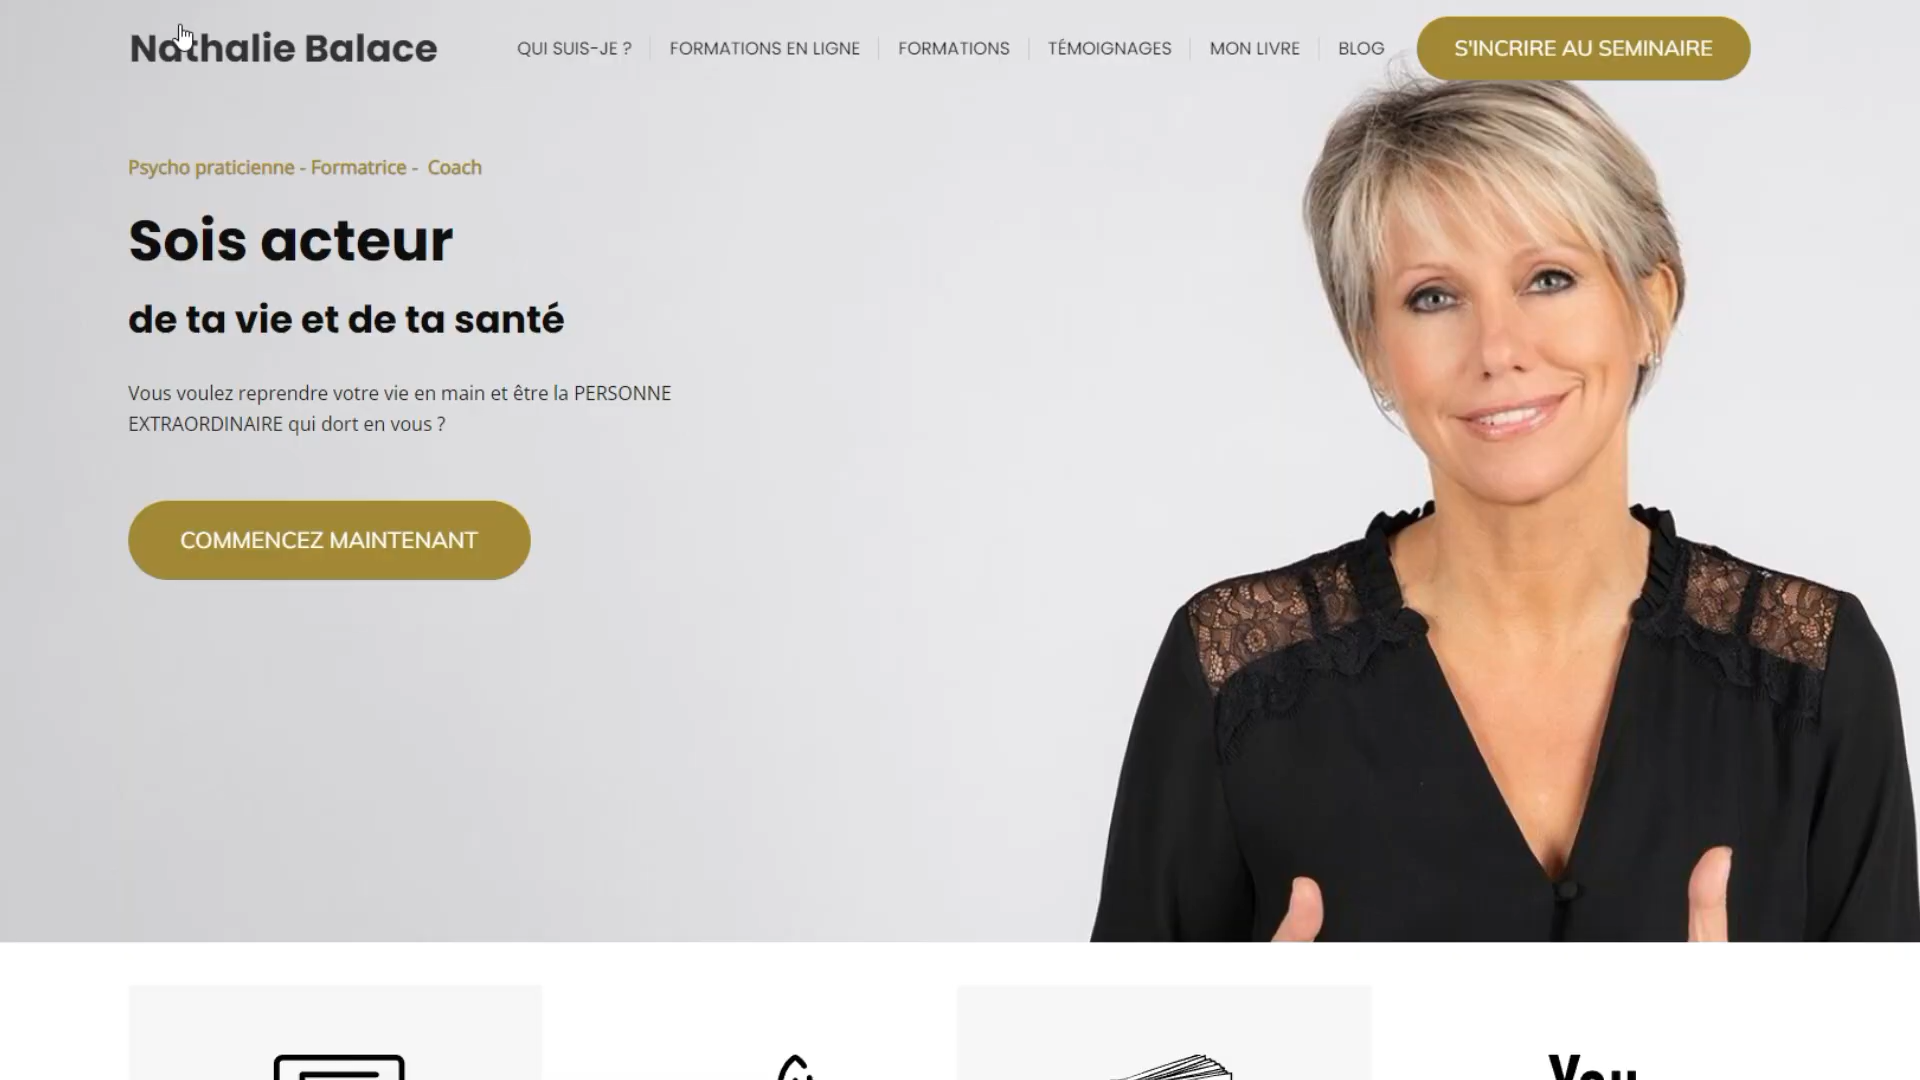 Nathalie Balace
QUI SUIS-JE ?
FORMATIONS EN LIGNE
FORMATIONS
TÉMOIGNAGES
MON LIVRE
BLOG
S'INCRIRE AU SEMINAIRE
Psycho praticienne - Formatrice - Coach
Sois acteur
de ta vie et de ta santé
Vous voulez reprendre votre vie en main et être la PERSONNE
EXTRAORDINAIRE qui dort en vous ?
COMMENCEZ MAINTENANT
You